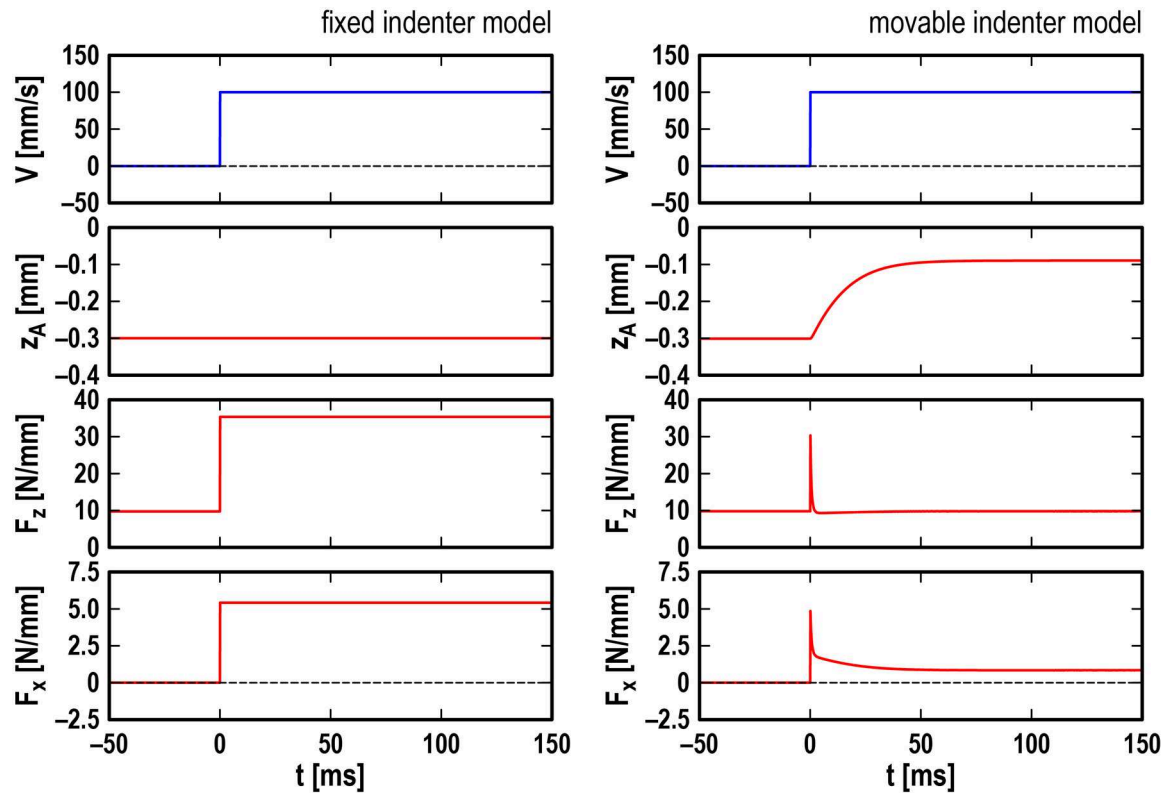 fixed indenter model
movable indenter model
150
100
50
0
–50
V [mm/s]
150
100
50
0
–50
V [mm/s]
0
–0.1
–0.2
–0.3
–0.4
z_A [mm]
0
–0.1
–0.2
–0.3
–0.4
z_A [mm]
40
30
20
10
0
F_z [N/mm]
40
30
20
10
0
F_z [N/mm]
7.5
5.0
2.5
0
–2.5
F_x [N/mm]
7.5
5.0
2.5
0
–2.5
F_x [N/mm]
–50 0 50 100 150
–50 0 50 100 150
t [ms]
t [ms]